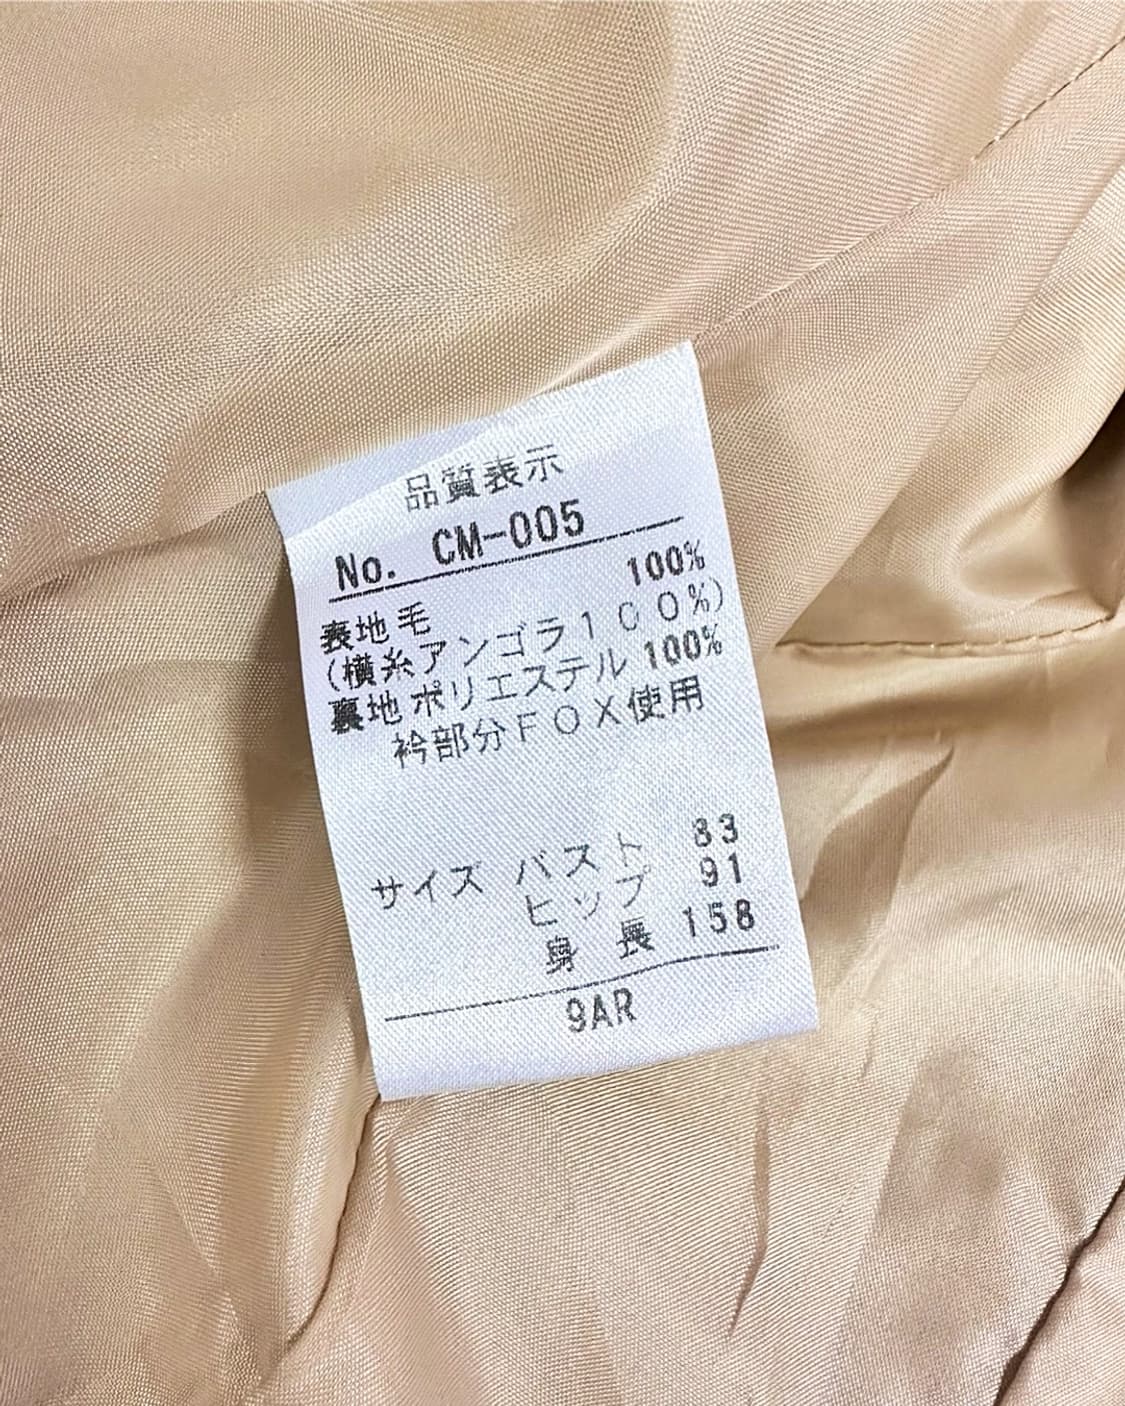 品質表示
No. CM-005
表地 毛 100%
(横糸アンゴラ100%)
裏地 ポリエステル 100%
衿部分FOX使用
サイズ バスト 83
ヒップ 91
身長 158
9AR